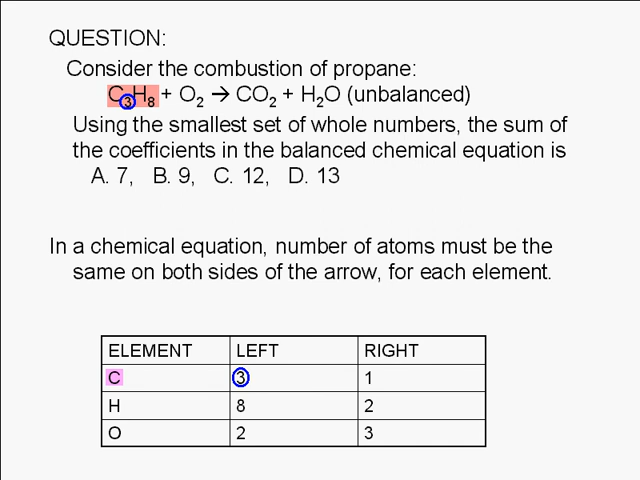 QUESTION:
Consider the combustion of propane:
C₃H₈ + O₂ → CO₂ + H₂O (unbalanced)
Using the smallest set of whole numbers, the sum of
the coefficients in the balanced chemical equation is
A. 7, B. 9, C. 12, D. 13
In a chemical equation, number of atoms must be the
same on both sides of the arrow, for each element.
ELEMENT LEFT RIGHT
C 3 1
H 8 2
O 2 3